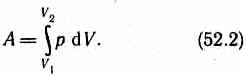 A = ∫_{V₁}^{V₂} p dV. (52.2)